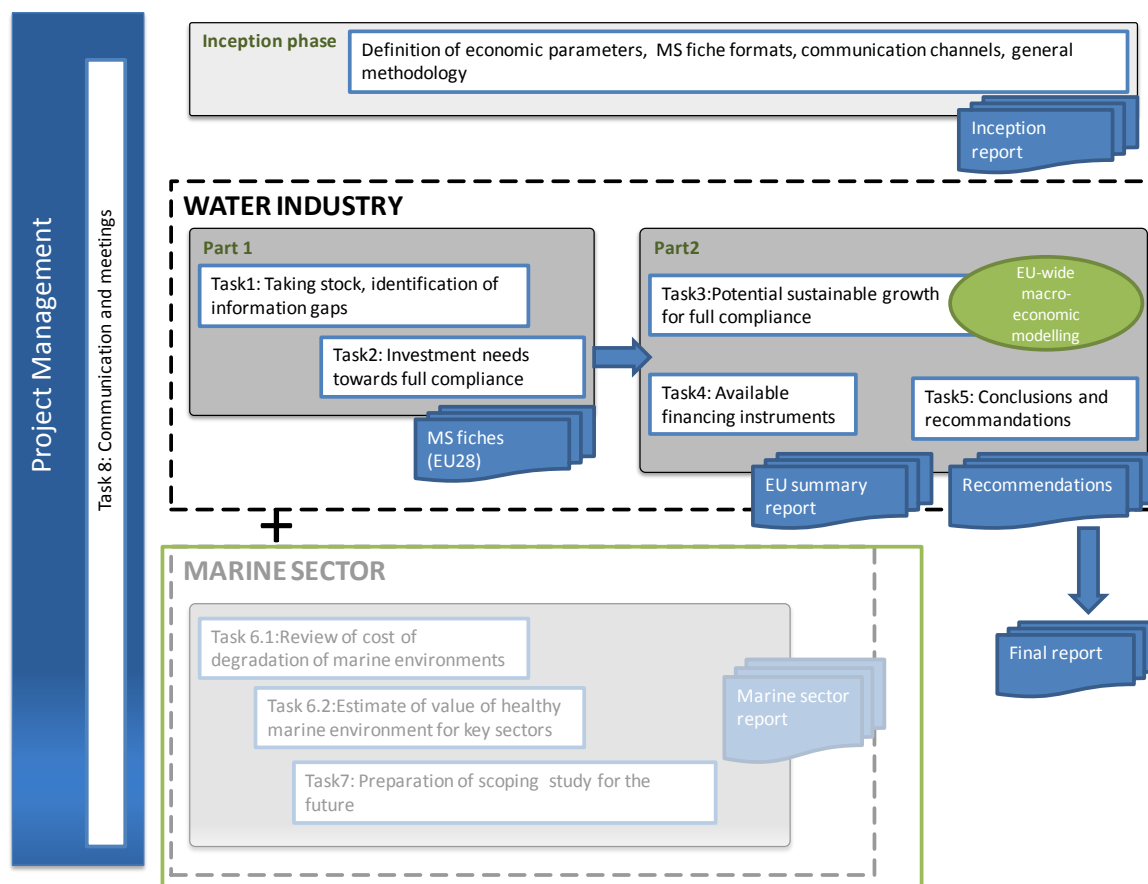 Project Management
Task 8: Communication and meetings
Inception phase
Definition of economic parameters,  MS fiche formats, communication channels, general
methodology
Inception
report
WATER INDUSTRY
Part 1
Task1: Taking stock, identification of
information gaps
Task2: Investment needs
towards full compliance
MS fiches
(EU28)
Part2
Task3:Potential sustainable growth
for full compliance
EU-wide
macro-
economic
modelling
Task4: Available
financing instruments
Task5: Conclusions and
recommandations
EU summary
report
Recommendations
+
MARINE SECTOR
Task 6.1:Review of cost of
degradation of marine environments
Task 6.2:Estimate of value of healthy
marine environment for key sectors
Task7: Preparation of scoping  study for the
future
Marine sector
report
Final report